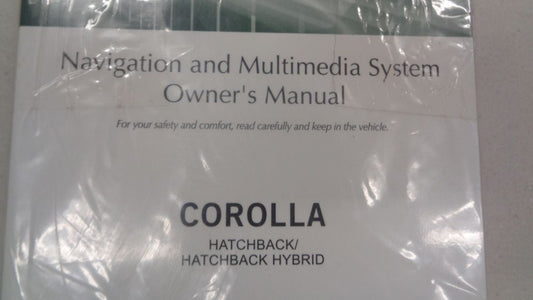 Navigation and Multimedia System
Owner's Manual
For your safety and comfort, read carefully and keep in the vehicle.
COROLLA
HATCHBACK/
HATCHBACK HYBRID